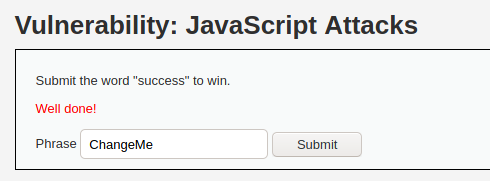 Vulnerability: JavaScript Attacks
Submit the word "success" to win.
Well done!
Phrase ChangeMe Submit